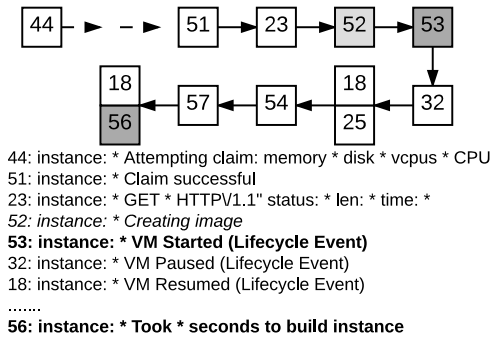 44 51 23 52 53
18 18
56 57 54 25 32
44: instance: * Attempting claim: memory * disk * vcpus * CPU
51: instance: * Claim successful
23: instance: * GET * HTTP\/1.1" status: * len: * time: *
52: instance: * Creating image
53: instance: * VM Started (Lifecycle Event)
32: instance: * VM Paused (Lifecycle Event)
18: instance: * VM Resumed (Lifecycle Event)
.......
56: instance: * Took * seconds to build instance